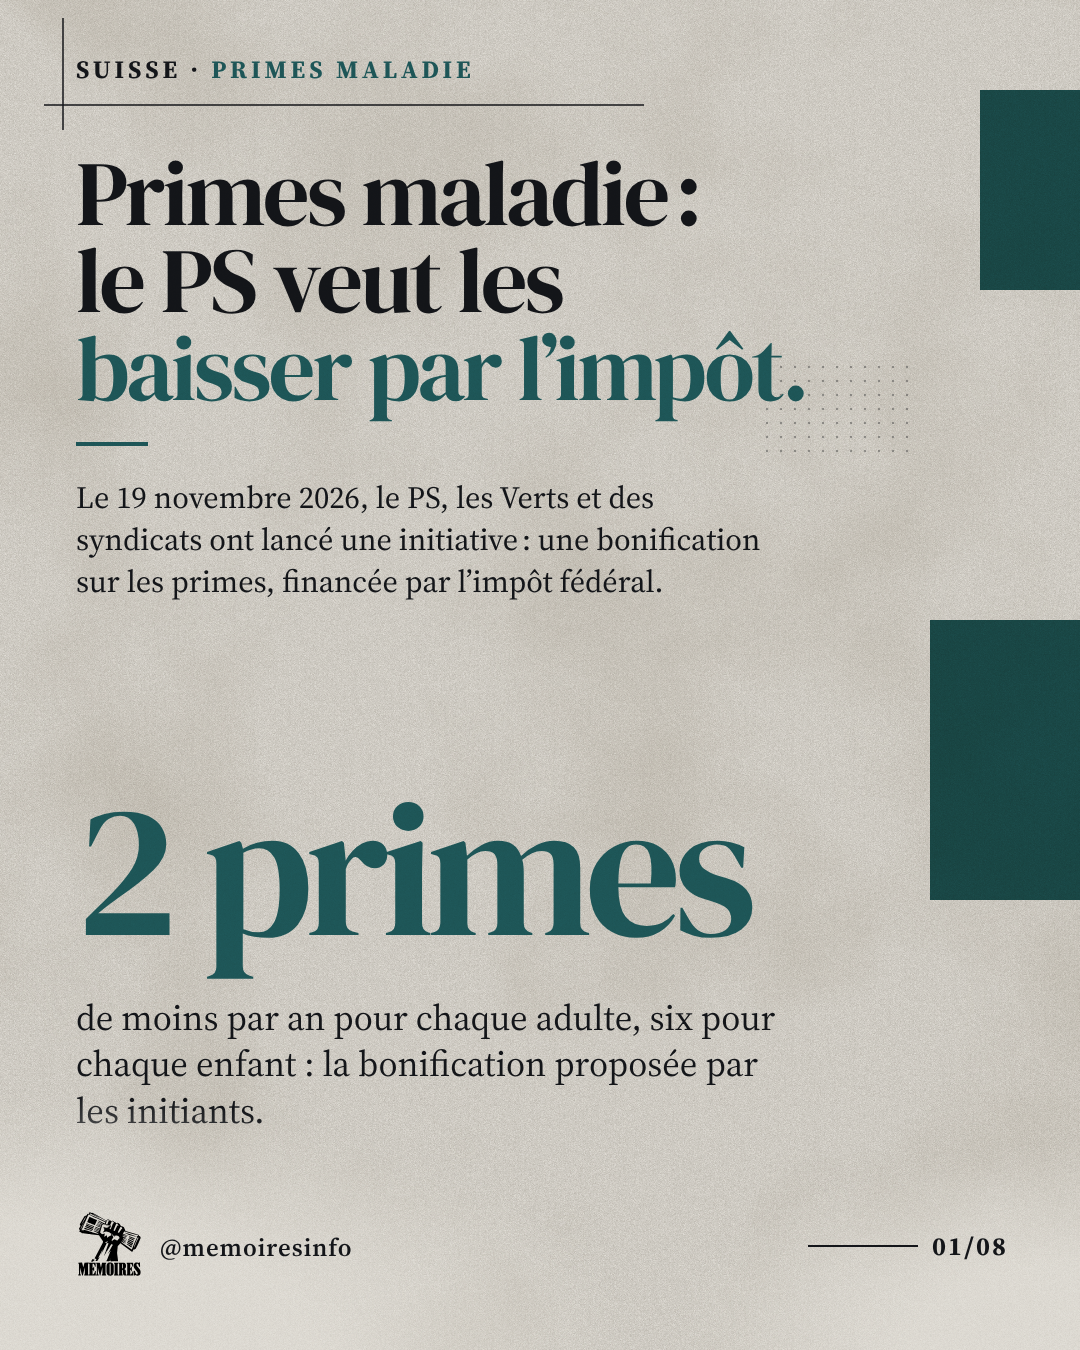 SUISSE · PRIMES MALADIE
Primes maladie :
le PS veut les
baisser par l’impôt.
Le 19 novembre 2026, le PS, les Verts et des
syndicats ont lancé une initiative : une bonification
sur les primes, financée par l’impôt fédéral.
2 primes
de moins par an pour chaque adulte, six pour
chaque enfant : la bonification proposée par
les initiants.
MÉMOIRES
@memoiresinfo
01/08